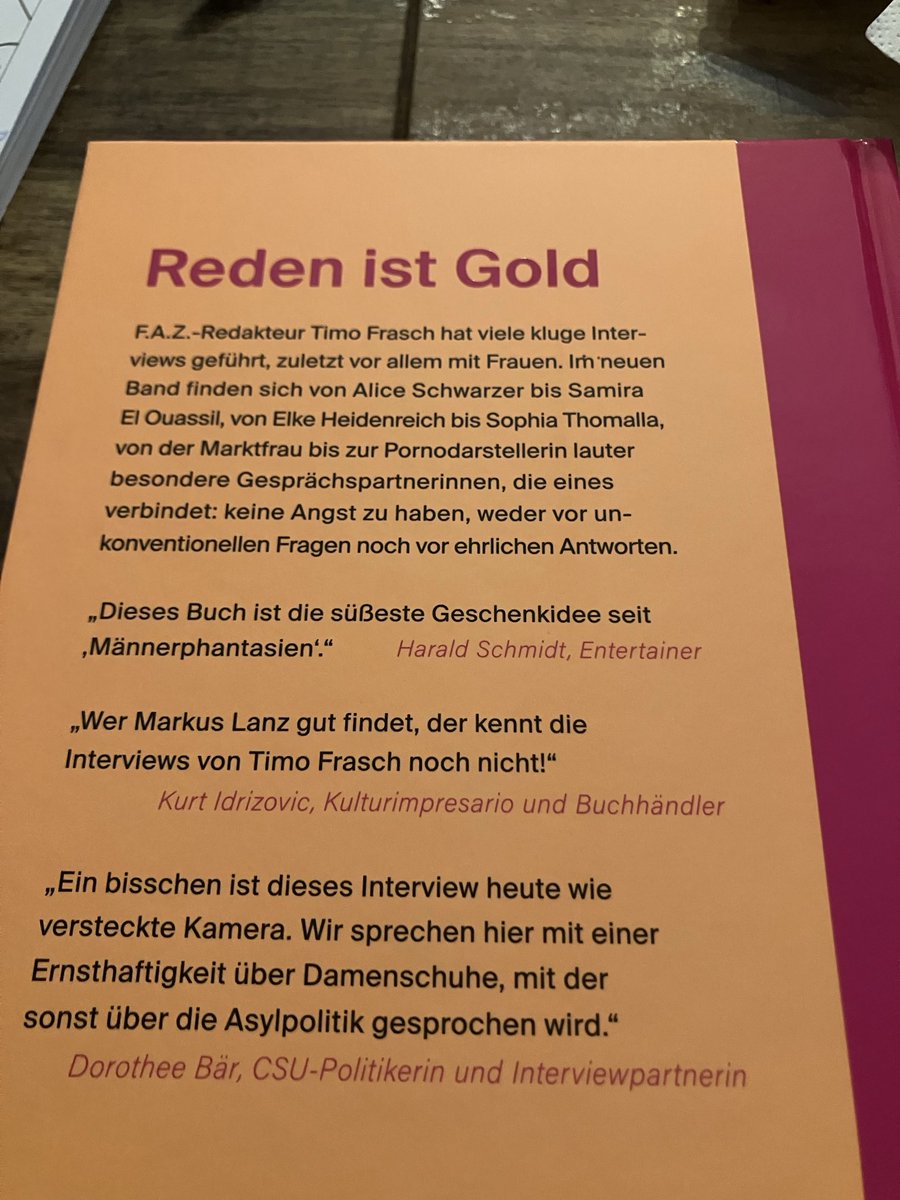 Reden ist Gold
F.A.Z.-Redakteur Timo Frasch hat viele kluge Inter-
views geführt, zuletzt vor allem mit Frauen. Im neuen
Band finden sich von Alice Schwarzer bis Samira
El Ouassil, von Elke Heidenreich bis Sophia Thomalla,
von der Marktfrau bis zur Pornodarstellerin lauter
besondere Gesprächspartnerinnen, die eines
verbindet: keine Angst zu haben, weder vor un-
konventionellen Fragen noch vor ehrlichen Antworten.
„Dieses Buch ist die süßeste Geschenkidee seit
‚Männerphantasien‘.“ Harald Schmidt, Entertainer
„Wer Markus Lanz gut findet, der kennt die
Interviews von Timo Frasch noch nicht!“
Kurt Idrizovic, Kulturimpresario und Buchhändler
„Ein bisschen ist dieses Interview heute wie
versteckte Kamera. Wir sprechen hier mit einer
Ernsthaftigkeit über Damenschuhe, mit der
sonst über die Asylpolitik gesprochen wird.“
Dorothee Bär, CSU-Politikerin und Interviewpartnerin